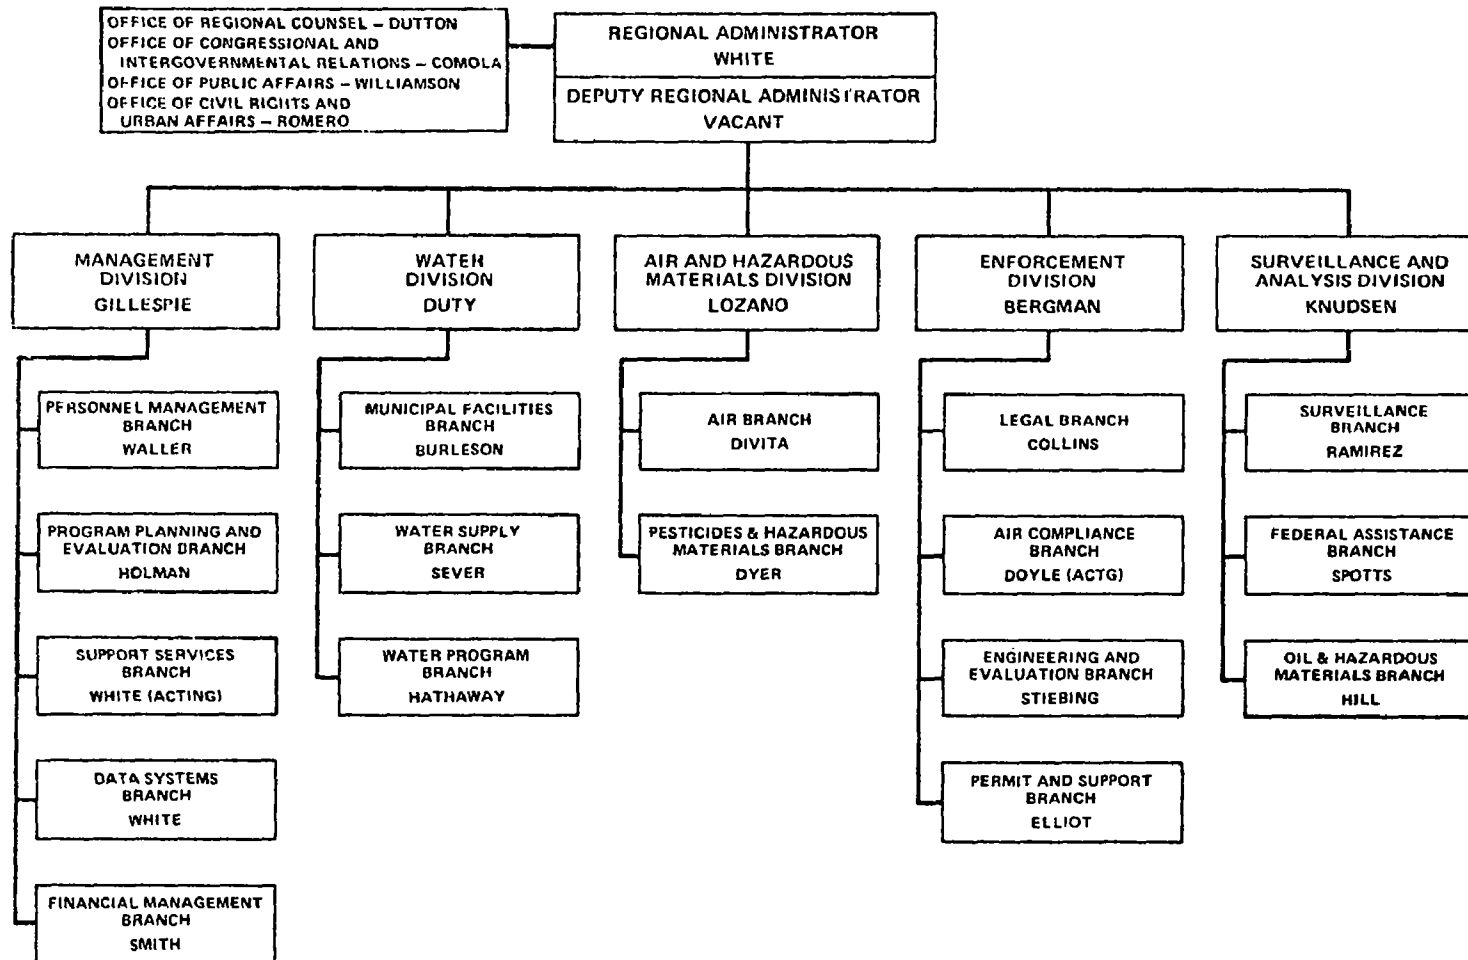 OFFICE OF REGIONAL COUNSEL – DUTTON
OFFICE OF CONGRESSIONAL AND
INTERGOVERNMENTAL RELATIONS – COMOLA
OFFICE OF PUBLIC AFFAIRS – WILLIAMSON
OFFICE OF CIVIL RIGHTS AND
URBAN AFFAIRS – ROMERO
REGIONAL ADMINISTRATOR
WHITE
DEPUTY REGIONAL ADMINISTRATOR
VACANT
MANAGEMENT
DIVISION
GILLESPIE
WATER
DIVISION
DUTY
AIR AND HAZARDOUS
MATERIALS DIVISION
LOZANO
ENFORCEMENT
DIVISION
BERGMAN
SURVEILLANCE AND
ANALYSIS DIVISION
KNUDSEN
PERSONNEL MANAGEMENT
BRANCH
WALLER
PROGRAM PLANNING AND
EVALUATION BRANCH
HOLMAN
SUPPORT SERVICES
BRANCH
WHITE (ACTING)
DATA SYSTEMS
BRANCH
WHITE
FINANCIAL MANAGEMENT
BRANCH
SMITH
MUNICIPAL FACILITIES
BRANCH
BURLESON
WATER SUPPLY
BRANCH
SEVER
WATER PROGRAM
BRANCH
HATHAWAY
AIR BRANCH
DIVITA
PESTICIDES & HAZARDOUS
MATERIALS BRANCH
DYER
LEGAL BRANCH
COLLINS
AIR COMPLIANCE
BRANCH
DOYLE (ACTG)
ENGINEERING AND
EVALUATION BRANCH
STIEBING
PERMIT AND SUPPORT
BRANCH
ELLIOT
SURVEILLANCE
BRANCH
RAMIREZ
FEDERAL ASSISTANCE
BRANCH
SPOTTS
OIL & HAZARDOUS
MATERIALS BRANCH
HILL